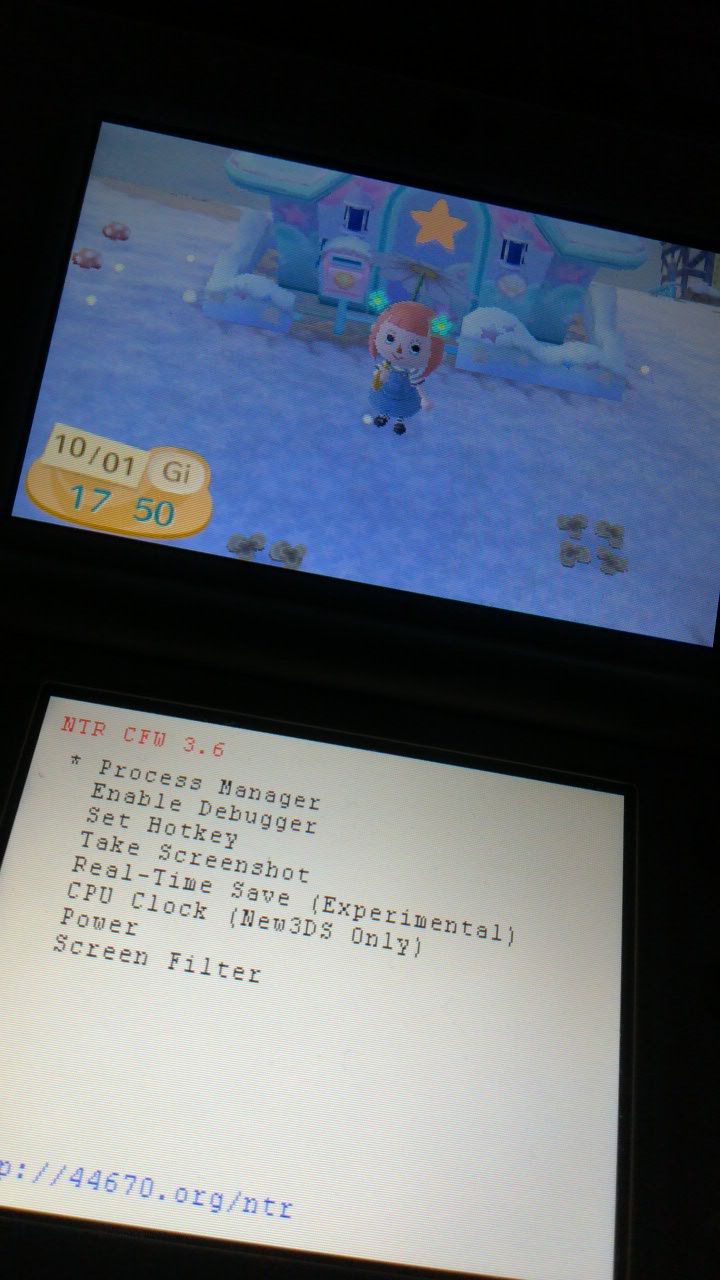 10/01 Gi
17 50
NTR CFW 3.6
* Process Manager
Enable Debugger
Set Hotkey
Take Screenshot
Real-Time Save (Experimental)
CPU Clock (New3DS Only)
Power
Screen Filter
p://44670.org/ntr